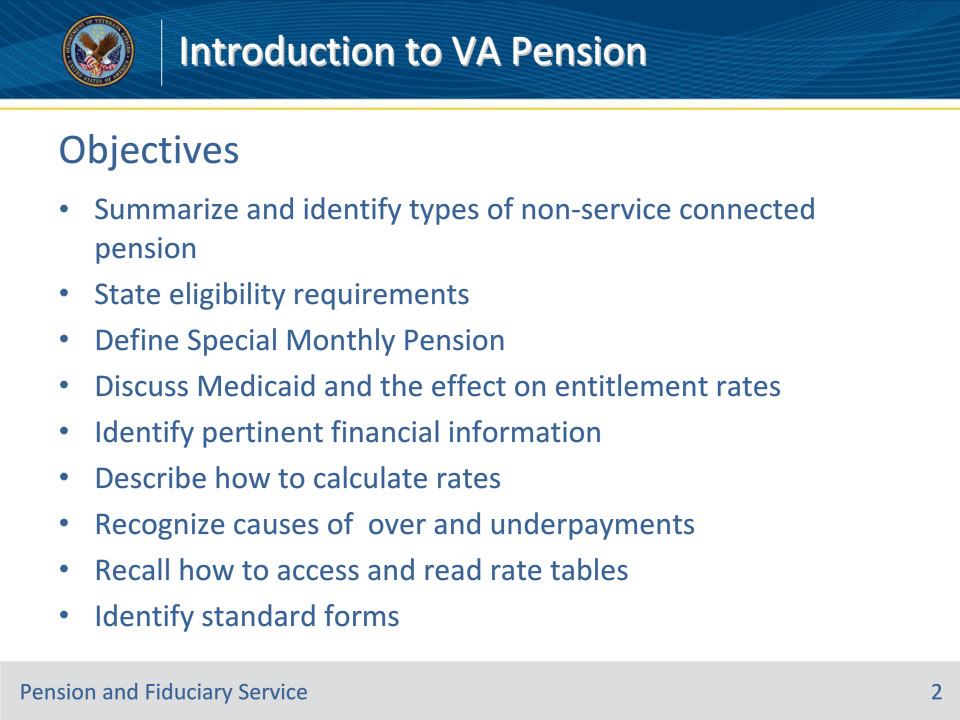 Introduction to VA Pension
Objectives
• Summarize and identify types of non-service connected
pension
• State eligibility requirements
• Define Special Monthly Pension
• Discuss Medicaid and the effect on entitlement rates
• Identify pertinent financial information
• Describe how to calculate rates
• Recognize causes of  over and underpayments
• Recall how to access and read rate tables
• Identify standard forms
Pension and Fiduciary Service
2